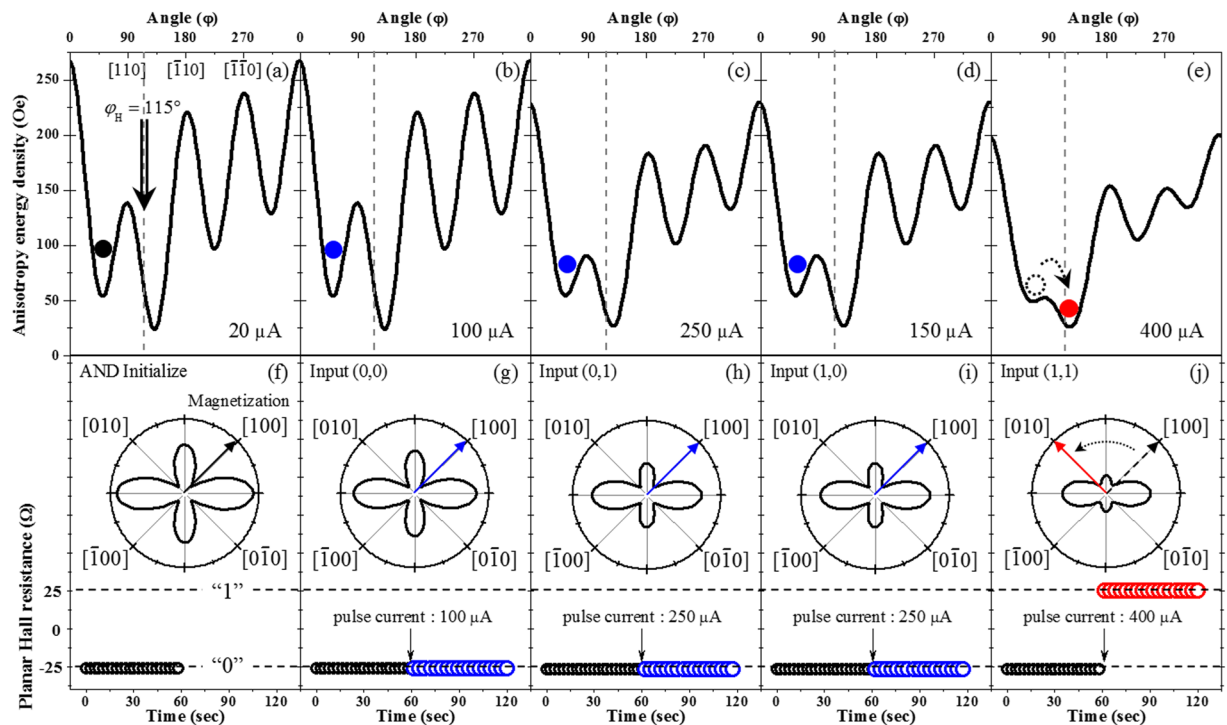 Angle (φ) Angle (φ) Angle (φ) Angle (φ) Angle (φ)
0 90 180 270 0 90 180 270 0 90 180 270 0 90 180 270 0 90 180 270
Anisotropy energy density (Oe)
250
200
150
100
50
0
[110] [1̄10] [1̄1̄0] (a)
φH = 115°
20 µA
(b)
100 µA
(c)
250 µA
(d)
150 µA
(e)
400 µA
AND Initialize (f)
Magnetization
[010] [100]
[1̄00] [01̄0]
Input (0,0) (g)
[010] [100]
[1̄00] [01̄0]
Input (0,1) (h)
[010] [100]
[1̄00] [01̄0]
Input (1,0) (i)
[010] [100]
[1̄00] [01̄0]
Input (1,1) (j)
[010] [100]
[1̄00] [01̄0]
Planar Hall resistance (Ω)
25
0
-25
“1”
“0”
pulse current : 100 µA
pulse current : 250 µA
pulse current : 250 µA
pulse current : 400 µA
0 30 60 90 120 0 30 60 90 120 0 30 60 90 120 0 30 60 90 120 0 30 60 90 120
Time (sec) Time (sec) Time (sec) Time (sec) Time (sec)